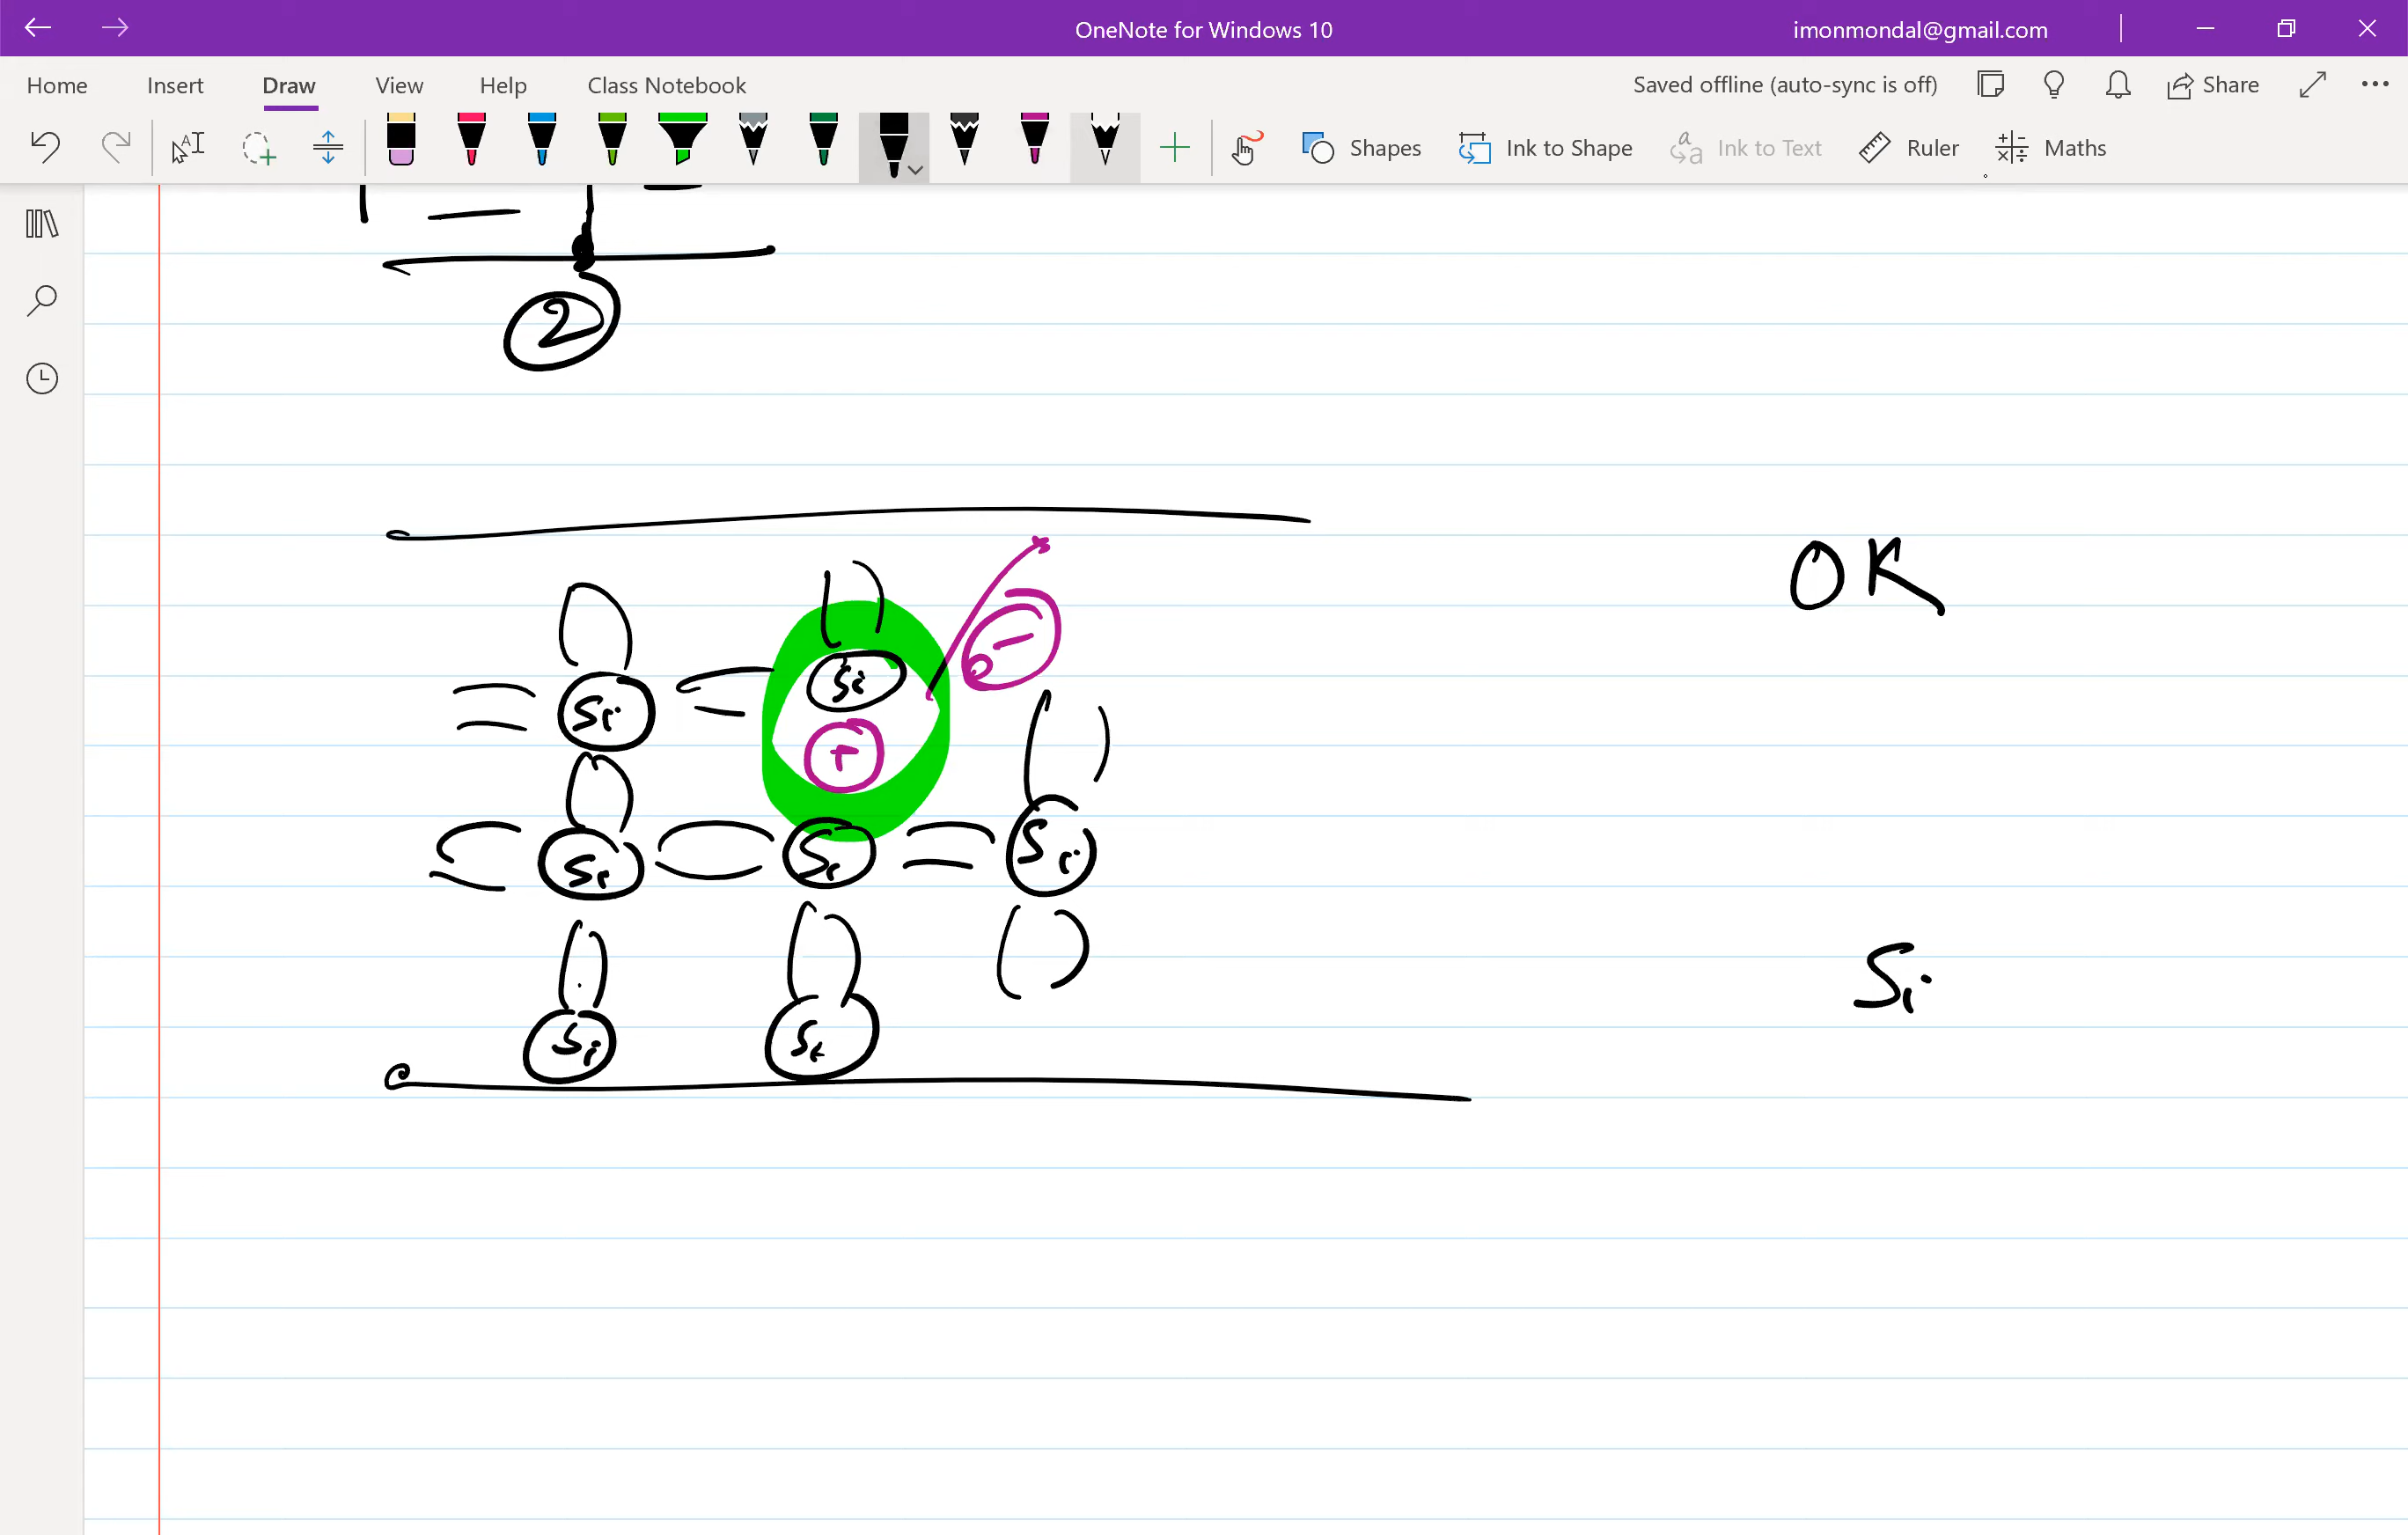 OneNote for Windows 10
imonmondal@gmail.com
Home Insert Draw View Help Class Notebook
Saved offline (auto-sync is off) Share
Shapes Ink to Shape Ink to Text Ruler Maths
2
OK
Si
-
Si
+
Si Si Si
Si
Si